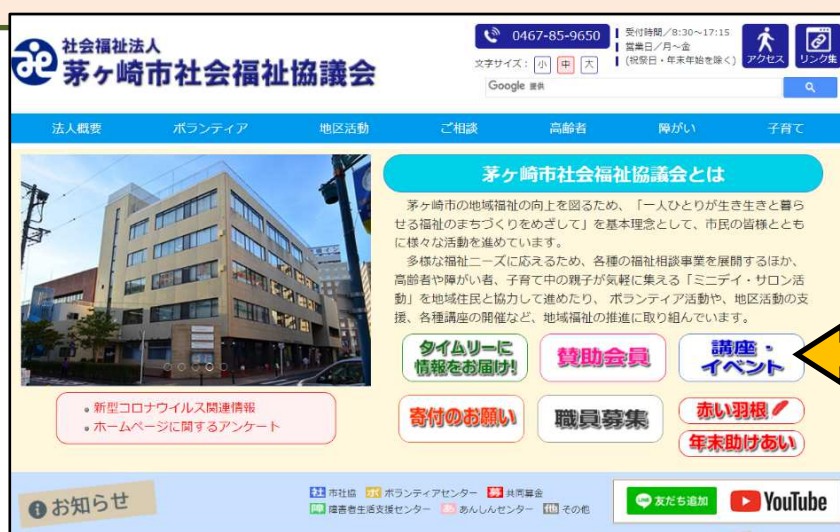 社会福祉法人
茅ヶ崎市社会福祉協議会
0467-85-9650
受付時間／8:30～17:15
営業日／月～金
(祝祭日・年末年始を除く)
文字サイズ： 小 中 大
アクセス
リンク集
Google 提供
法人概要 ボランティア 地区活動 ご相談 高齢者 障がい 子育て
茅ヶ崎市社会福祉協議会とは
茅ヶ崎市の地域福祉の向上を図るため、「一人ひとりが生き生きと暮ら
せる福祉のまちづくりをめざして」を基本理念として、市民の皆様ととも
に様々な活動を進めています。
多様な福祉ニーズに応えるため、各種の福祉相談事業を展開するほか、
高齢者や障がい者、子育て中の親子が気軽に集える「ミニデイ・サロン活
動」を地域住民と協力して進めたり、 ボランティア活動や、地区活動の支
援、各種講座の開催など、地域福祉の推進に取り組んでいます。
タイムリーに
情報をお届け!
賛助会員
講座・
イベント
寄付のお願い
職員募集
赤い羽根
年末助けあい
新型コロナウイルス関連情報
ホームページに関するアンケート
お知らせ
社 市社協 ボ ボランティアセンター 募 共同募金
障 障害者生活支援センター あ あんしんセンター 他 その他
LINE 友だち追加
YouTube